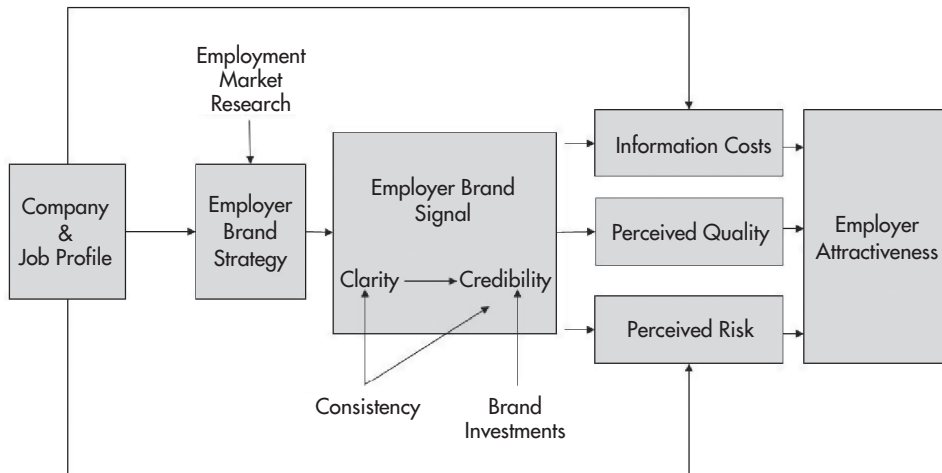 Employment
Market
Research
Company
&
Job Profile
Employer
Brand
Strategy
Employer Brand
Signal
Clarity
Credibility
Consistency
Brand
Investments
Information Costs
Perceived Quality
Perceived Risk
Employer
Attractiveness